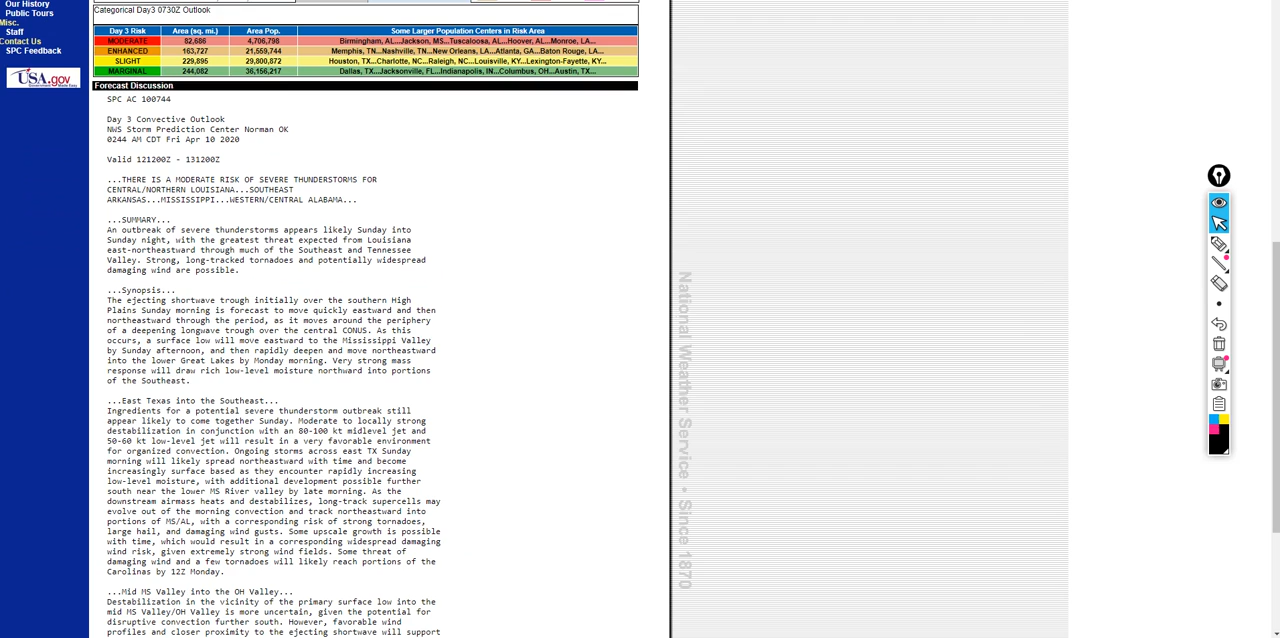 Our History
Public Tours
Misc.
Staff
Contact Us
SPC Feedback
USA.gov
Categorical Day3 0730Z Outlook
Day 3 Risk Area (sq. mi.) Area Pop. Some Larger Population Centers in Risk Area
MODERATE 82,686 4,706,798 Birmingham, AL...Jackson, MS...Tuscaloosa, AL...Hoover, AL...Monroe, LA...
ENHANCED 163,727 21,559,744 Memphis, TN...Nashville, TN...New Orleans, LA...Atlanta, GA...Baton Rouge, LA...
SLIGHT 229,895 29,800,872 Houston, TX...Charlotte, NC...Raleigh, NC...Louisville, KY...Lexington-Fayette, KY...
MARGINAL 244,082 36,156,217 Dallas, TX...Jacksonville, FL...Indianapolis, IN...Columbus, OH...Austin, TX...
Forecast Discussion
SPC AC 100744
Day 3 Convective Outlook
NWS Storm Prediction Center Norman OK
0244 AM CDT Fri Apr 10 2020
Valid 121200Z - 131200Z
...THERE IS A MODERATE RISK OF SEVERE THUNDERSTORMS FOR
CENTRAL/NORTHERN LOUISIANA...SOUTHEAST
ARKANSAS...MISSISSIPPI...WESTERN/CENTRAL ALABAMA...
...SUMMARY...
An outbreak of severe thunderstorms appears likely Sunday into
Sunday night, with the greatest threat expected from Louisiana
east-northeastward through much of the Southeast and Tennessee
Valley. Strong, long-tracked tornadoes and potentially widespread
damaging wind are possible.
...Synopsis...
The ejecting shortwave trough initially over the southern High
Plains Sunday morning is forecast to move quickly eastward and then
northeastward through the period, as it moves around the periphery
of a deepening longwave trough over the central CONUS. As this
occurs, a surface low will move eastward to the Mississippi Valley
by Sunday afternoon, and then rapidly deepen and move northeastward
into the lower Great Lakes by Monday morning. Very strong mass
response will draw rich low-level moisture northward into portions
of the Southeast.
...East Texas into the Southeast...
Ingredients for a potential severe thunderstorm outbreak still
appear likely to come together Sunday. Moderate to locally strong
destabilization in conjunction with an 80-100 kt midlevel jet and
50-60 kt low-level jet will result in a very favorable environment
for organized convection. Ongoing storms across east TX Sunday
morning will likely spread northeastward with time and become
increasingly surface based as they encounter rapidly increasing
low-level moisture, with additional development possible further
south near the lower MS River valley by late morning. As the
downstream airmass heats and destabilizes, long-track supercells may
evolve out of the morning convection and track northeastward into
portions of MS/AL, with a corresponding risk of strong tornadoes,
large hail, and damaging wind gusts. Some upscale growth is possible
with time, which would result in a corresponding widespread damaging
wind risk, given extremely strong wind fields. Some threat of
damaging wind and a few tornadoes will likely reach portions of the
Carolinas by 12Z Monday.
...Mid MS Valley into the OH Valley...
Destabilization in the vicinity of the primary surface low into the
mid MS Valley/OH Valley is more uncertain, given the potential for
disruptive convection further south. However, favorable wind
profiles and closer proximity to the ejecting shortwave will support
National Weather Service • Since 1870